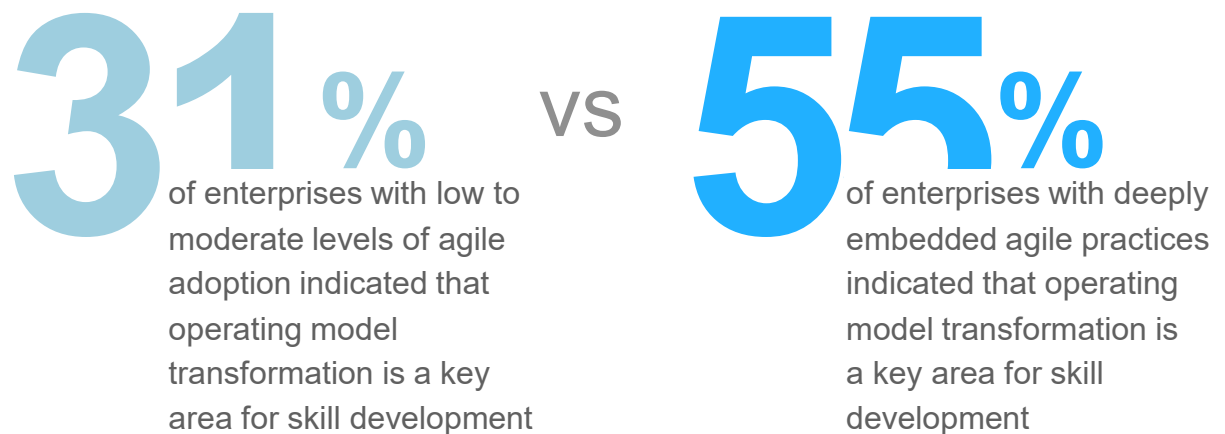 31%
of enterprises with low to
moderate levels of agile
adoption indicated that
operating model
transformation is a key
area for skill development
vs
55%
of enterprises with deeply
embedded agile practices
indicated that operating
model transformation is
a key area for skill
development